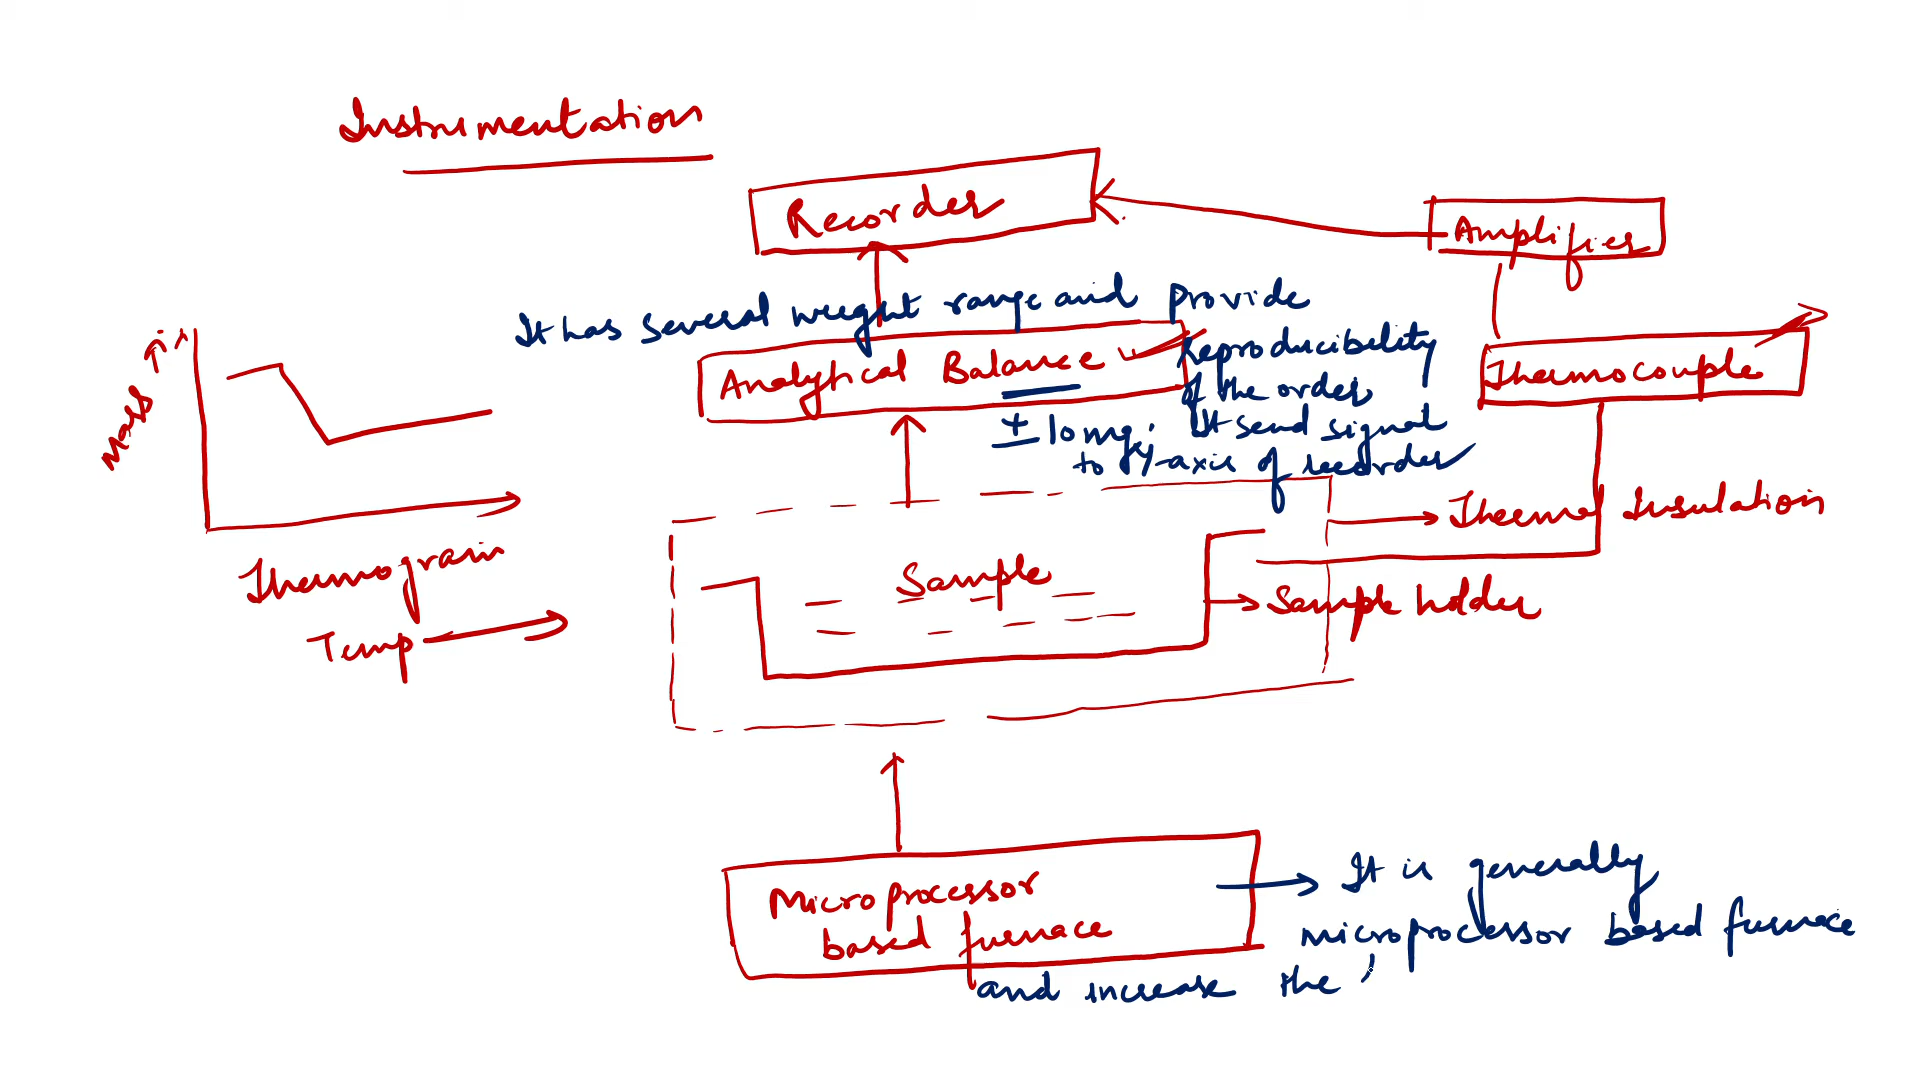 Instrumentation
Recorder
Amplifier
It has several weight range and provide
Analytical Balance
Reproducibility
of the order
± 10 mg. It send signal
to y-axis of recorder
Thermocouple
Mass
Thermogram
Temp
Sample
Thermal Insulation
Sample holder
Microprocessor
based furnace
It is generally
microprocessor based furnace
and increase the